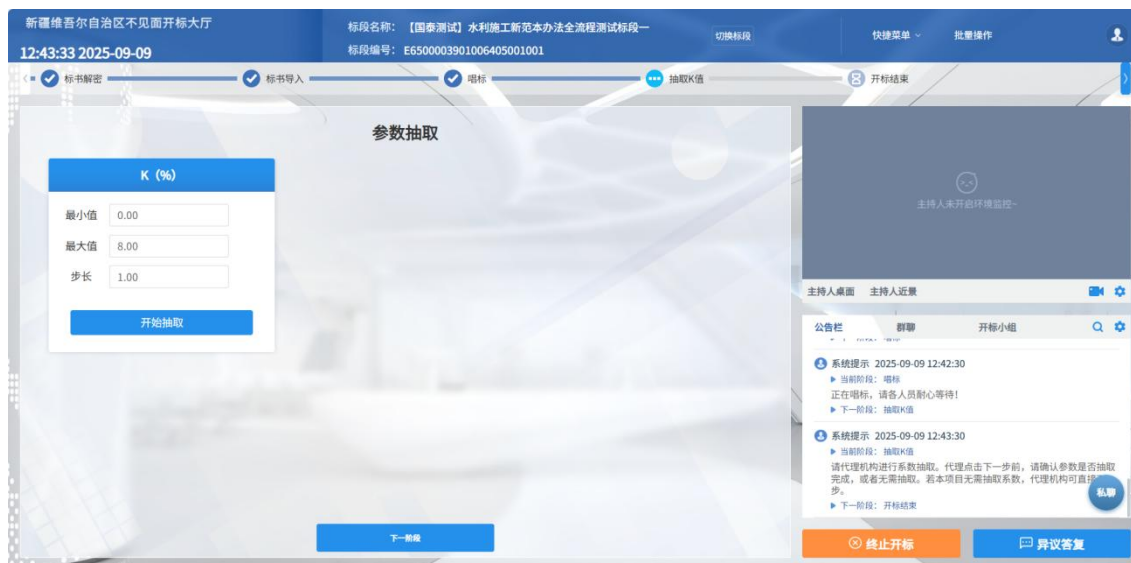 新疆维吾尔自治区不见面开标大厅
12:43:33 2025-09-09
标段名称： 【国泰测试】水利施工新范本办法全流程测试标段一
标段编号： E6500003901006405001001
切换标段
快捷菜单
批量操作
标书解密
标书导入
唱标
抽取K值
开标结束
参数抽取
K（%）
最小值 0.00
最大值 8.00
步长 1.00
开始抽取
下一阶段
主持人未开启环境监控~
主持人桌面 主持人近景
公告栏 群聊 开标小组
系统提示 2025-09-09 12:42:30
当前阶段： 唱标
正在唱标，请各人员耐心等待！
下一阶段： 抽取K值
系统提示 2025-09-09 12:43:30
当前阶段： 抽取K值
请代理机构进行系数抽取。代理点击下一步前，请确认参数是否抽取
完成，或者无需抽取。若本项目无需抽取系数，代理机构可直接
步。
下一阶段： 开标结束
私聊
终止开标
异议答复